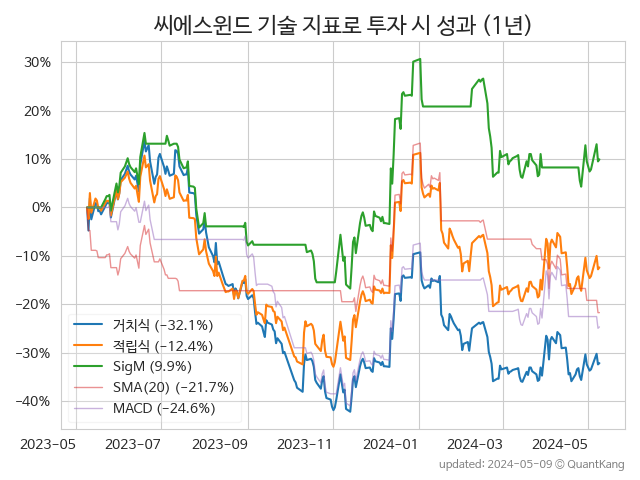 씨에스윈드 기술 지표로 투자 시 성과 (1년)
30%
20%
10%
0%
−10%
−20%
−30%
−40%
거치식 (−32.1%)
적립식 (−12.4%)
SigM (9.9%)
SMA(20) (−21.7%)
MACD (−24.6%)
2023-05 2023-07 2023-09 2023-11 2024-01 2024-03 2024-05
updated: 2024-05-09 © QuantKang